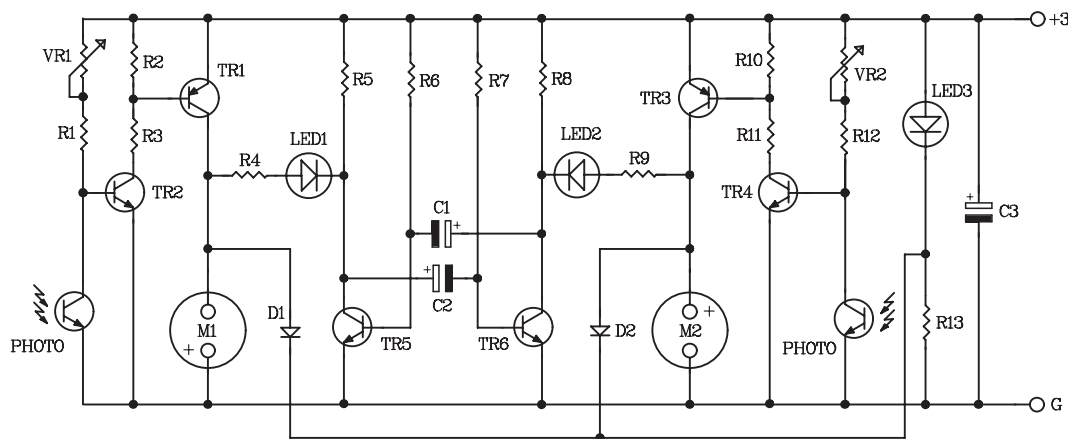 +3
VR1
R2
TR1
R5
R6
R7
R8
TR3
R10
VR2
LED3
R1
R3
R4
LED1
LED2
R9
R11
R12
TR2
TR4
C1
+
+
C2
+
C3
PHOTO
M1
+
D1
TR5
TR6
D2
M2
+
PHOTO
R13
G